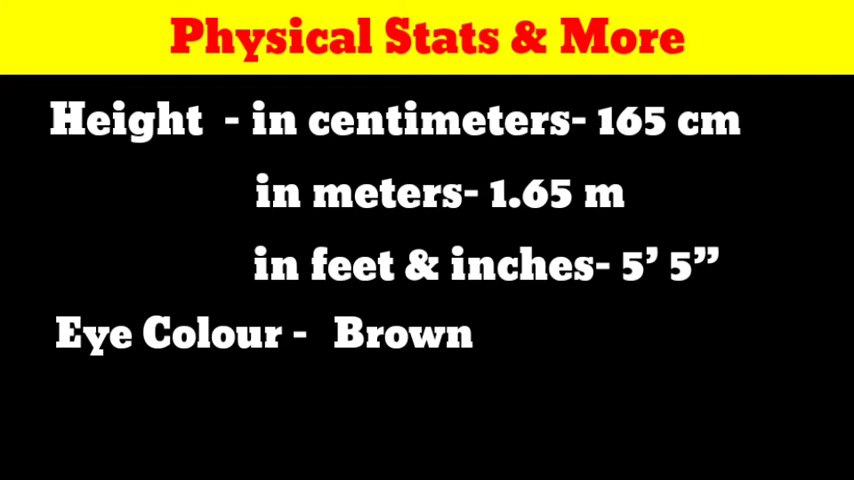 Physical Stats & More
Height - in centimeters- 165 cm
in meters- 1.65 m
in feet & inches- 5’ 5”
Eye Colour - Brown